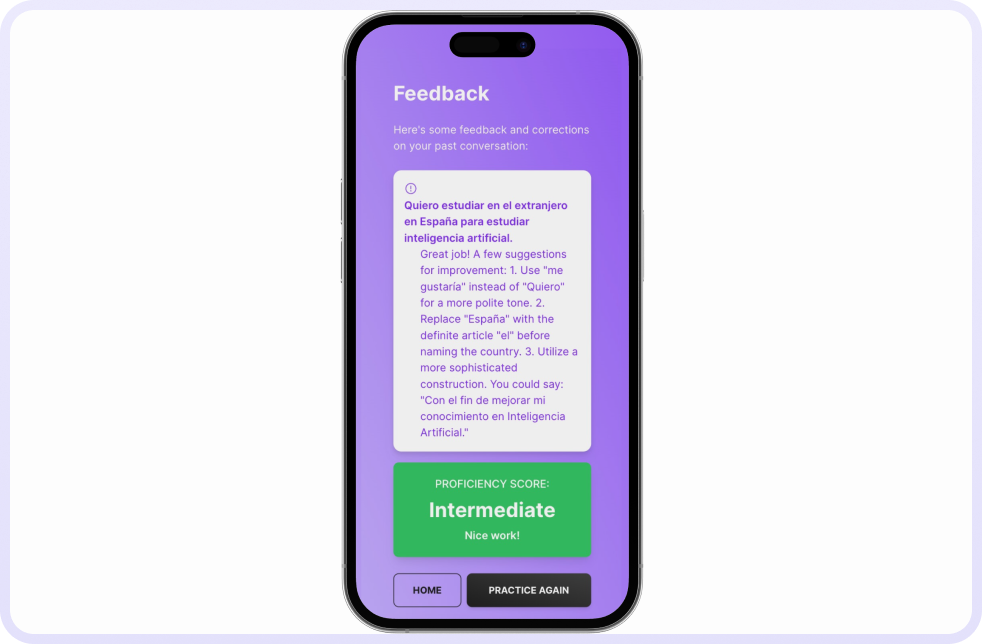 Feedback
Here's some feedback and corrections
on your past conversation:
Quiero estudiar en el extranjero
en España para estudiar
inteligencia artificial.
Great job! A few suggestions
for improvement: 1. Use "me
gustaría" instead of "Quiero"
for a more polite tone. 2.
Replace "España" with the
definite article "el" before
naming the country. 3. Utilize a
more sophisticated
construction. You could say:
"Con el fin de mejorar mi
conocimiento en Inteligencia
Artificial."
PROFICIENCY SCORE:
Intermediate
Nice work!
HOME
PRACTICE AGAIN